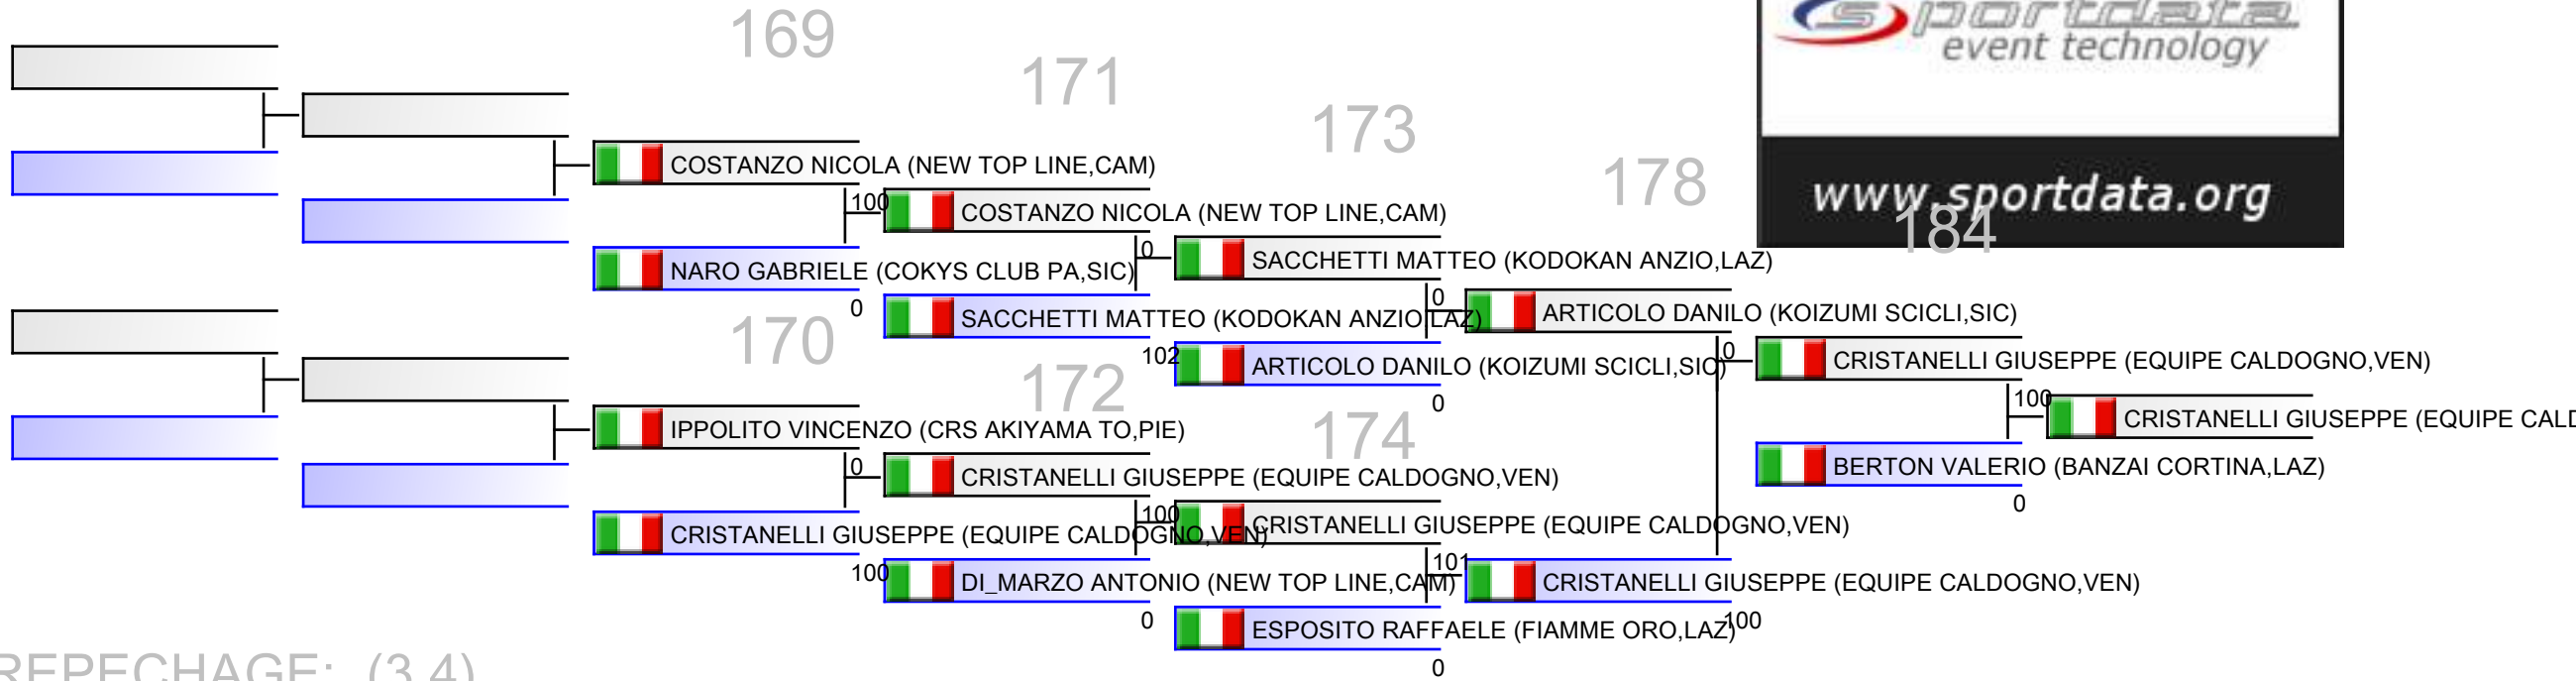 sportdata
event technology
www.sportdata.org
169
171
173
178
184
COSTANZO NICOLA (NEW TOP LINE,CAM)
100
COSTANZO NICOLA (NEW TOP LINE,CAM)
0
NARO GABRIELE (COKYS CLUB PA,SIC)
0
SACCHETTI MATTEO (KODOKAN ANZIO,LAZ)
0
SACCHETTI MATTEO (KODOKAN ANZIO,LAZ)
102
ARTICOLO DANILO (KOIZUMI SCICLI,SIC)
0
ARTICOLO DANILO (KOIZUMI SCICLI,SIC)
0
CRISTANELLI GIUSEPPE (EQUIPE CALDOGNO,VEN)
100
CRISTANELLI GIUSEPPE (EQUIPE CALD
BERTON VALERIO (BANZAI CORTINA,LAZ)
0
170
172
174
IPPOLITO VINCENZO (CRS AKIYAMA TO,PIE)
0
CRISTANELLI GIUSEPPE (EQUIPE CALDOGNO,VEN)
100
CRISTANELLI GIUSEPPE (EQUIPE CALDOGNO,VEN)
100
CRISTANELLI GIUSEPPE (EQUIPE CALDOGNO,VEN)
101
DI_MARZO ANTONIO (NEW TOP LINE,CAM)
0
CRISTANELLI GIUSEPPE (EQUIPE CALDOGNO,VEN)
100
ESPOSITO RAFFAELE (FIAMME ORO,LAZ)
0
REPECHAGE: (3,4)